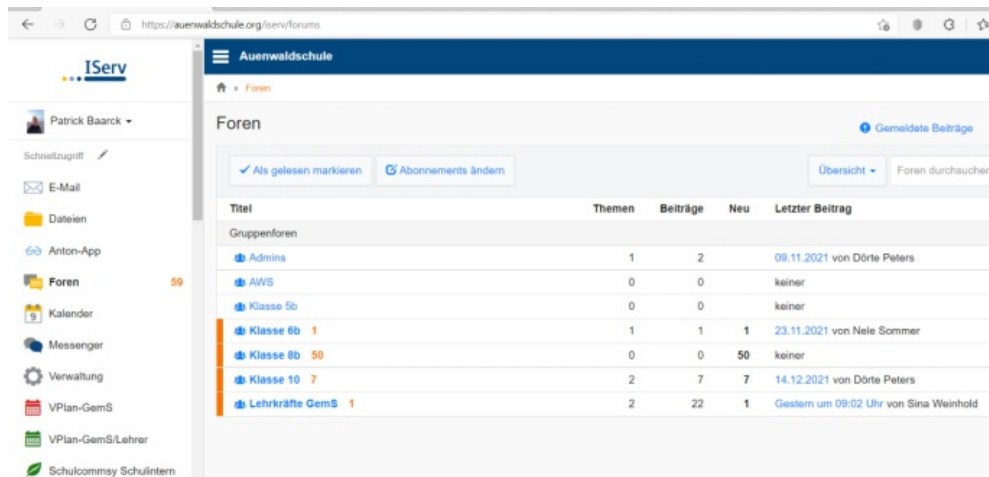 https://auenwaldschule.org/iserv/forums
IServ
Auenwaldschule
Foren
Patrick Baarck
Foren
Gemeldete Beiträge
Schnellzugriff
Als gelesen markieren Abonnements ändern Übersicht Foren durchsuchen
E-Mail
Titel Themen Beiträge Neu Letzter Beitrag
Dateien
Gruppenforen
Anton-App
Admins 1 2 09.11.2021 von Dörte Peters
Foren 59
AWS 0 0 keiner
Klasse 5b 0 0 keiner
9 Kalender
Klasse 6b 1 1 1 1 23.11.2021 von Nele Sommer
Messenger
Klasse 8b 50 0 0 50 keiner
Verwaltung
Klasse 10 7 2 7 7 14.12.2021 von Dörte Peters
VPlan-GemS
Lehrkräfte GemS 1 2 22 1 Gestern um 09:02 Uhr von Sina Weinhold
VPlan-GemS/Lehrer
Schulcommsy Schulintern